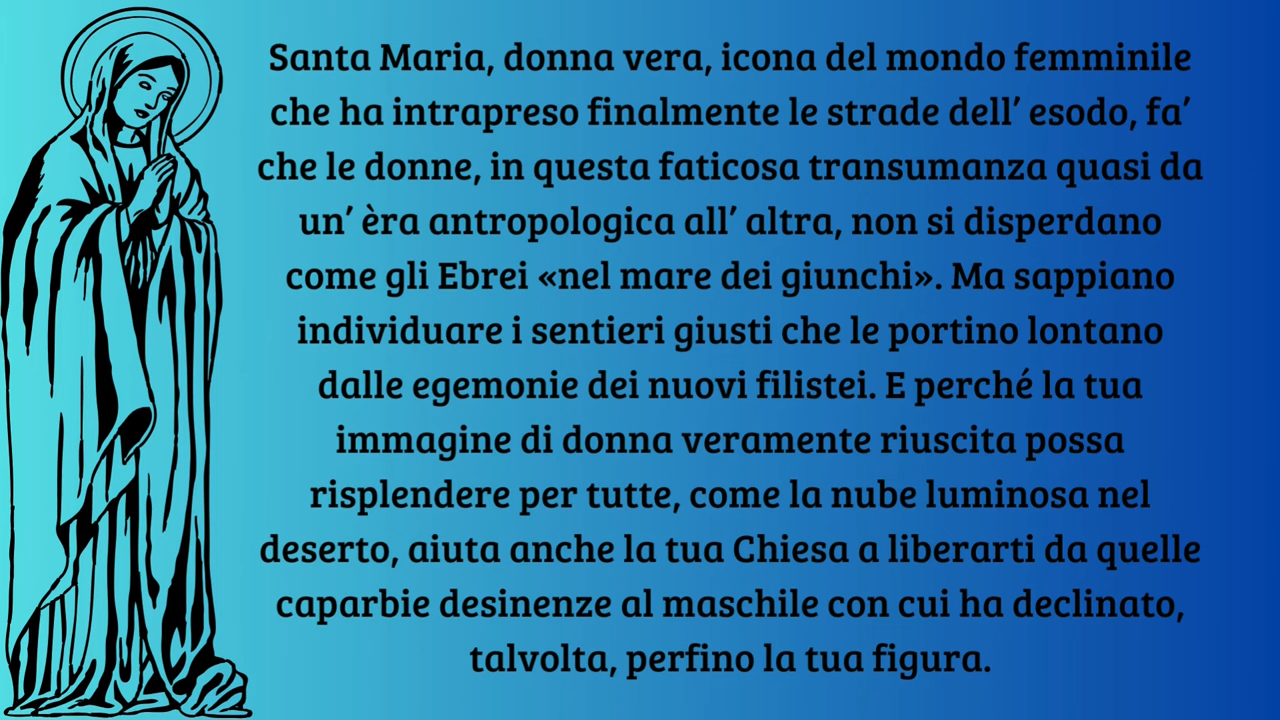 Santa Maria, donna vera, icona del mondo femminile
che ha intrapreso finalmente le strade dell’ esodo, fa’
che le donne, in questa faticosa transumanza quasi da
un’ èra antropologica all’ altra, non si disperdano
come gli Ebrei «nel mare dei giunchi». Ma sappiano
individuare i sentieri giusti che le portino lontano
dalle egemonie dei nuovi filistei. E perché la tua
immagine di donna veramente riuscita possa
risplendere per tutte, come la nube luminosa nel
deserto, aiuta anche la tua Chiesa a liberarti da quelle
caparbie desinenze al maschile con cui ha declinato,
talvolta, perfino la tua figura.